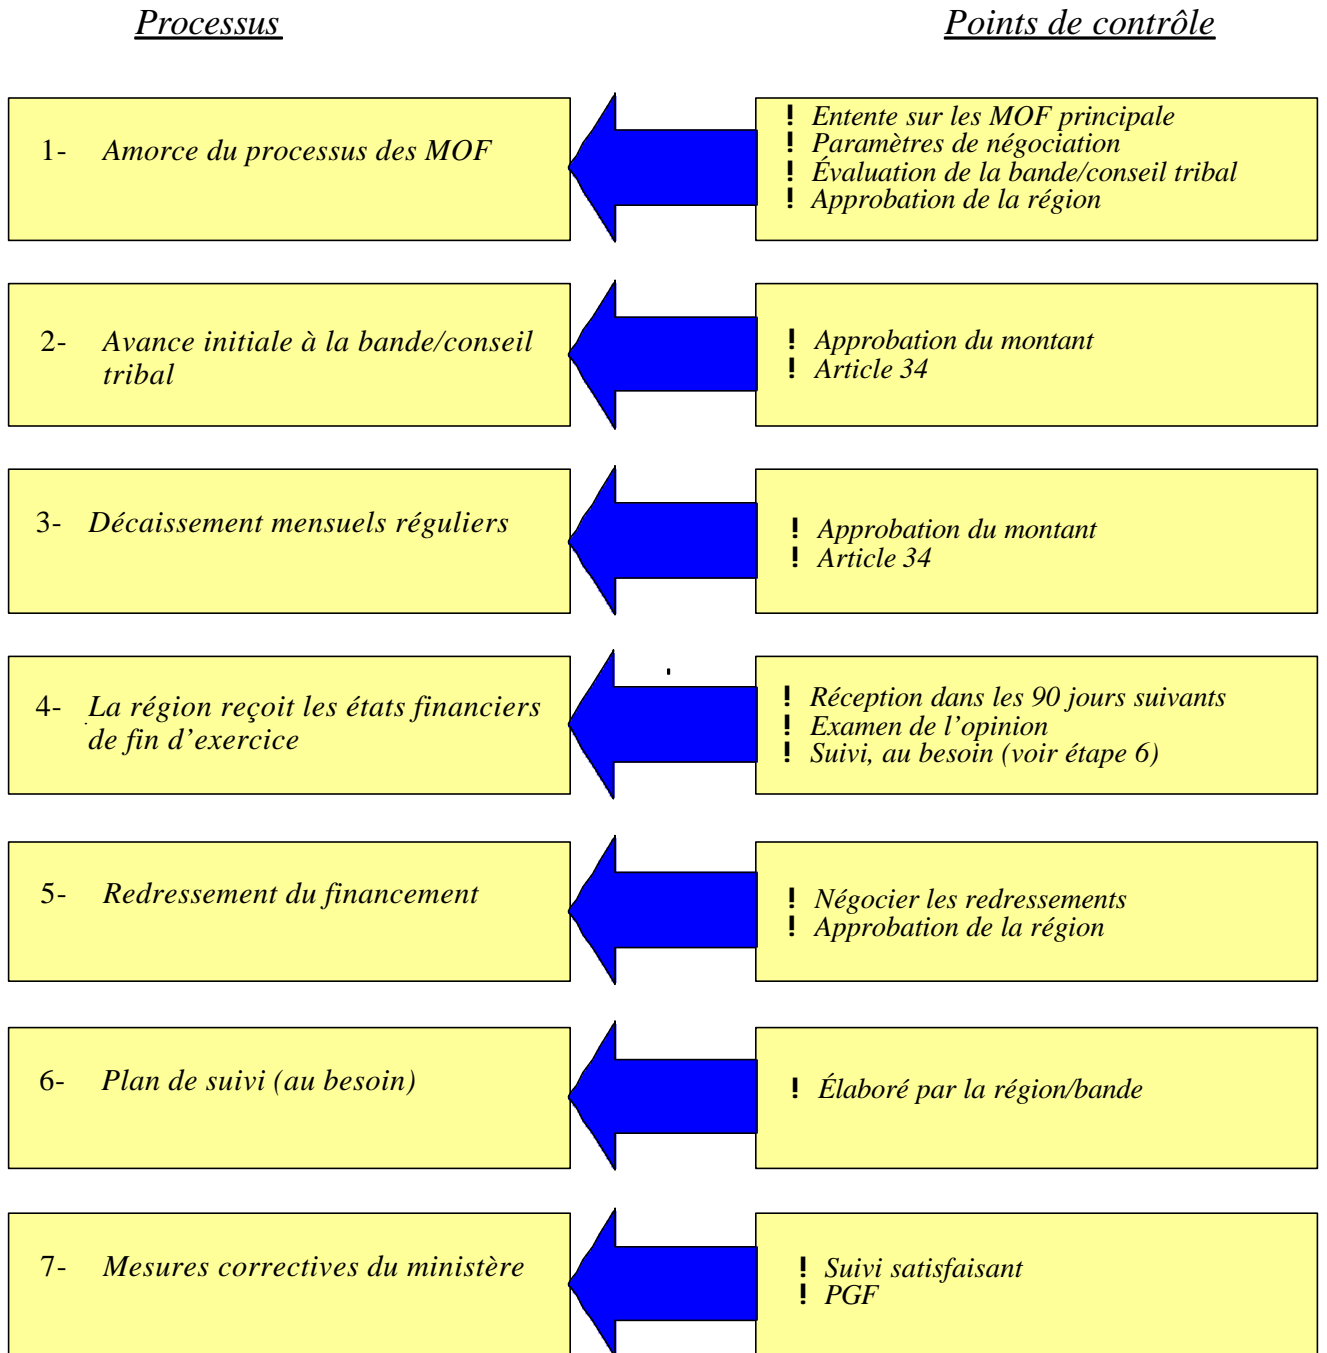 Processus
Points de contrôle
1- Amorce du processus des MOF
! Entente sur les MOF principale
! Paramètres de négociation
! Évaluation de la bande/conseil tribal
! Approbation de la région
2- Avance initiale à la bande/conseil
tribal
! Approbation du montant
! Article 34
3- Décaissement mensuels réguliers
! Approbation du montant
! Article 34
4- La région reçoit les états financiers
de fin d'exercice
! Réception dans les 90 jours suivants
! Examen de l'opinion
! Suivi, au besoin (voir étape 6)
5- Redressement du financement
! Négocier les redressements
! Approbation de la région
6- Plan de suivi (au besoin)
! Élaboré par la région/bande
7- Mesures correctives du ministère
! Suivi satisfaisant
! PGF